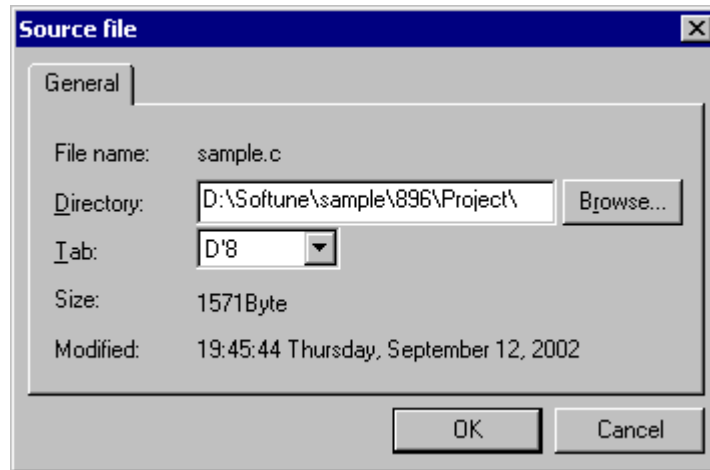 Source file
General
File name: sample.c
Directory: D:\Softune\sample\896\Project\ Browse...
Tab: D'8
Size: 1571Byte
Modified: 19:45:44 Thursday, September 12, 2002
OK Cancel